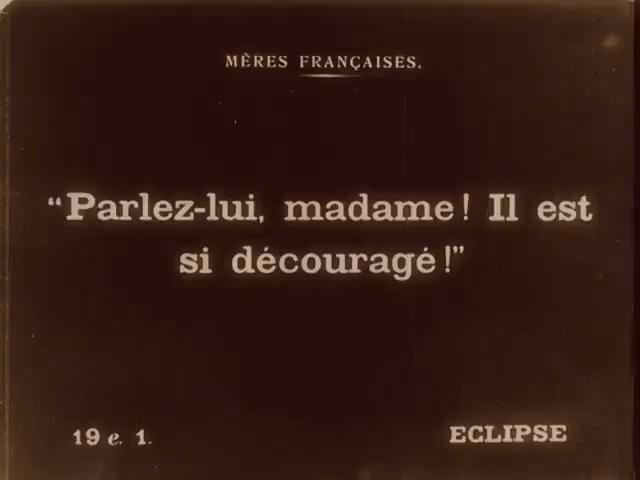 MÈRES FRANÇAISES.
“Parlez-lui, madame! Il est
si découragé!”
19 e. 1.
ECLIPSE